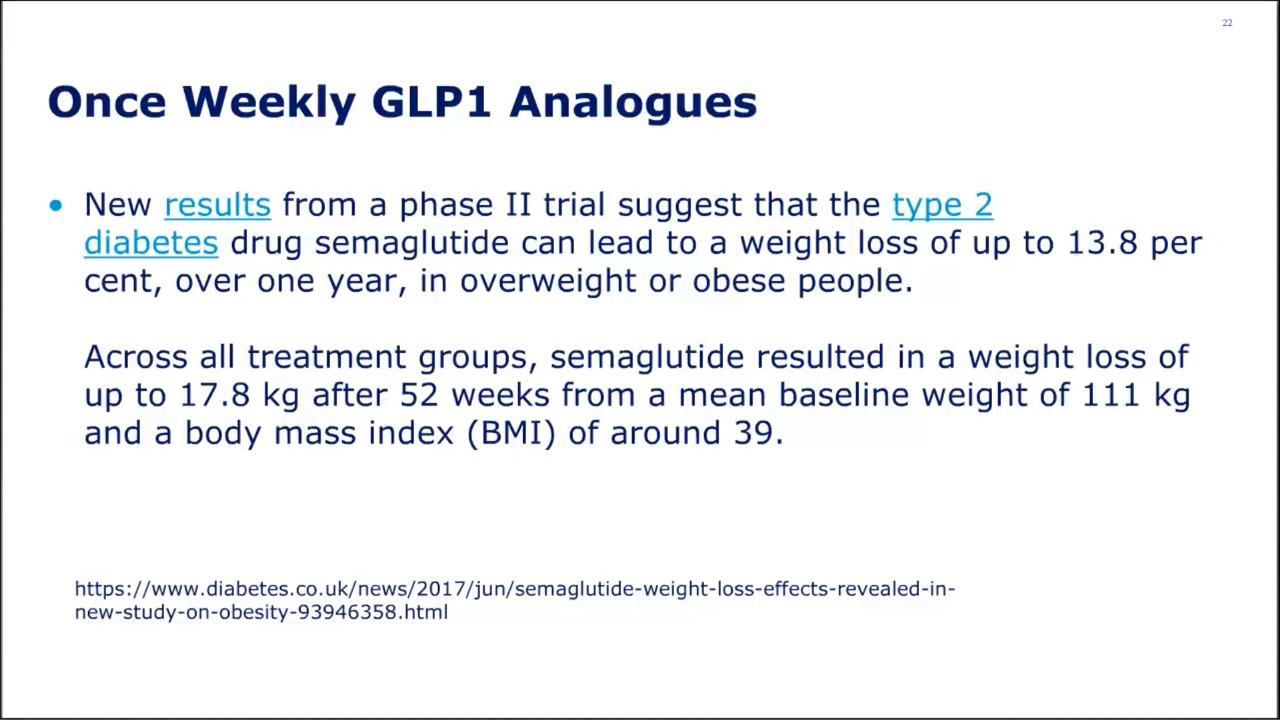 22
Once Weekly GLP1 Analogues
• New results from a phase II trial suggest that the type 2
diabetes drug semaglutide can lead to a weight loss of up to 13.8 per
cent, over one year, in overweight or obese people.
Across all treatment groups, semaglutide resulted in a weight loss of
up to 17.8 kg after 52 weeks from a mean baseline weight of 111 kg
and a body mass index (BMI) of around 39.
https://www.diabetes.co.uk/news/2017/jun/semaglutide-weight-loss-effects-revealed-in-
new-study-on-obesity-93946358.html